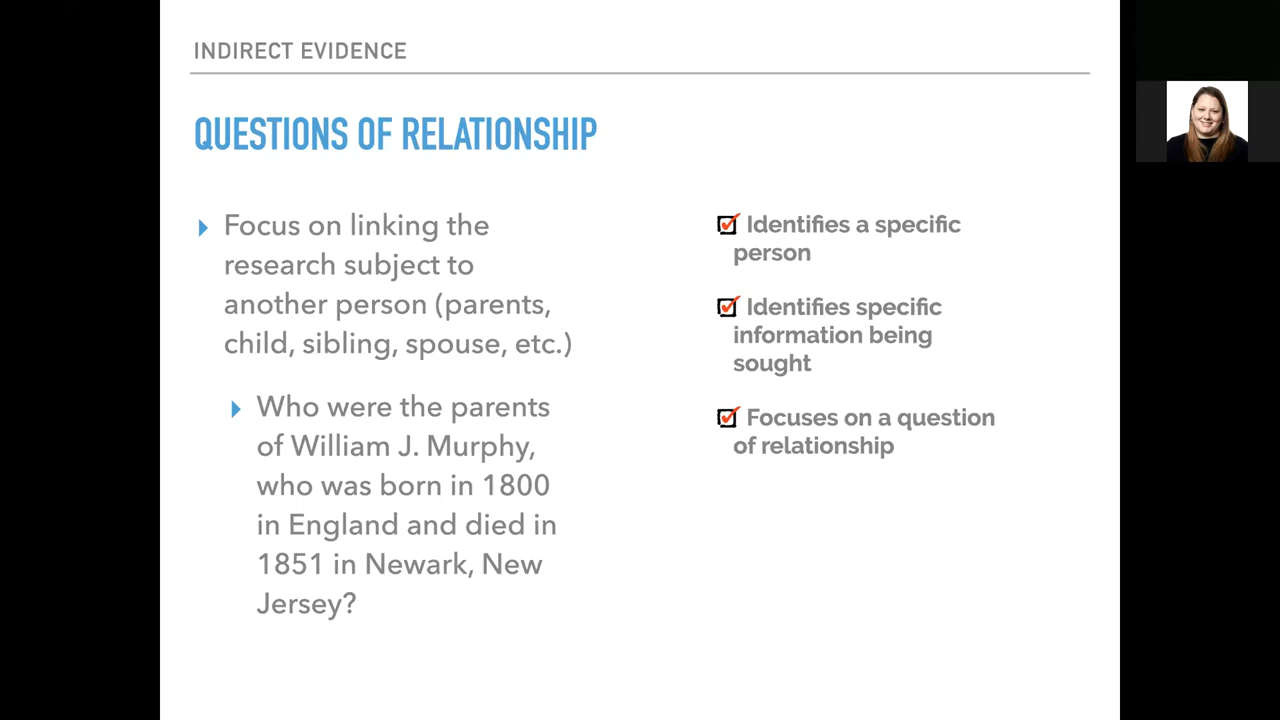 INDIRECT EVIDENCE
QUESTIONS OF RELATIONSHIP
Focus on linking the
research subject to
another person (parents,
child, sibling, spouse, etc.)
Who were the parents
of William J. Murphy,
who was born in 1800
in England and died in
1851 in Newark, New
Jersey?
Identifies a specific
person
Identifies specific
information being
sought
Focuses on a question
of relationship